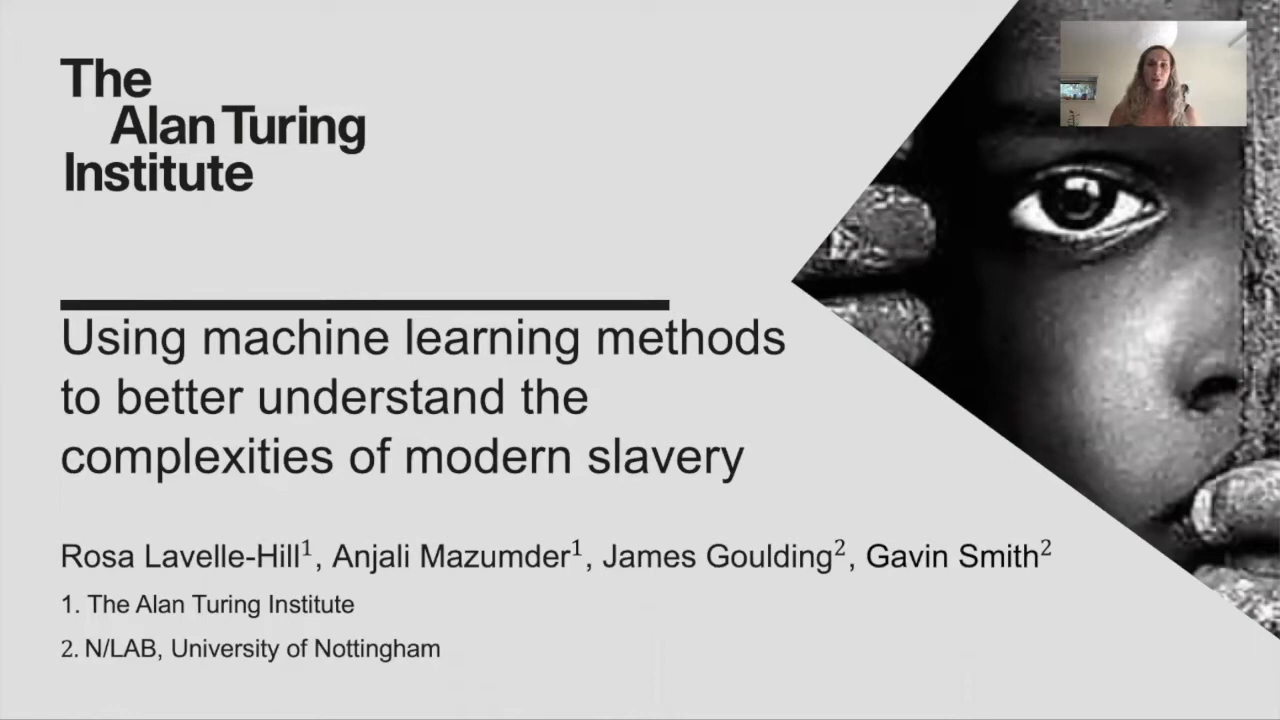 The
Alan Turing
Institute
Using machine learning methods
to better understand the
complexities of modern slavery
Rosa Lavelle-Hill¹, Anjali Mazumder¹, James Goulding², Gavin Smith²
1. The Alan Turing Institute
2. N/LAB, University of Nottingham